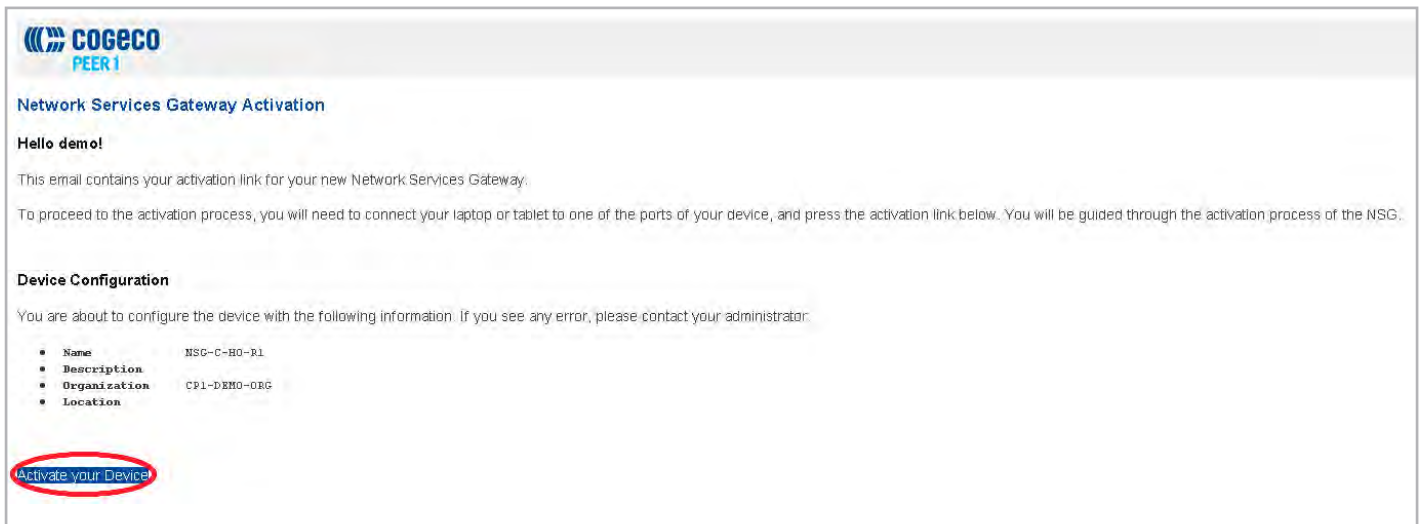 COGECO
PEER 1
Network Services Gateway Activation
Hello demo!
This email contains your activation link for your new Network Services Gateway.
To proceed to the activation process, you will need to connect your laptop or tablet to one of the ports of your device, and press the activation link below. You will be guided through the activation process of the NSG.
Device Configuration
You are about to configure the device with the following information. If you see any error, please contact your administrator.
• Name NSG-C-HO-R1
• Description
• Organization CP1-DEMO-ORG
• Location
Activate your Device